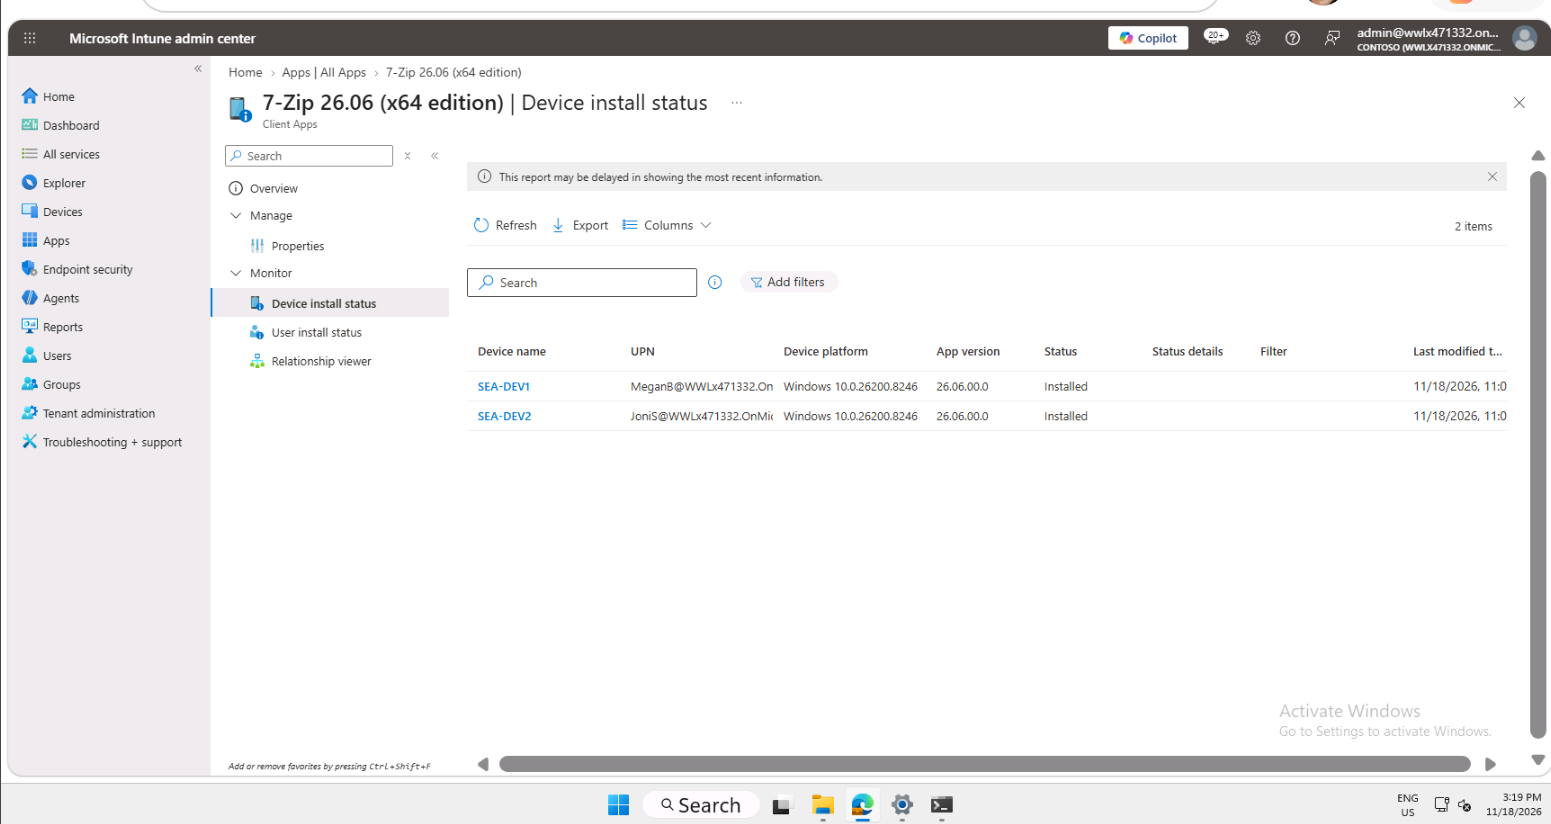 Microsoft Intune admin center
Copilot
20+
admin@wwlx471332.on...
CONTOSO (WWLX471332.ONMIC...
Home
Dashboard
All services
Explorer
Devices
Apps
Endpoint security
Agents
Reports
Users
Groups
Tenant administration
Troubleshooting + support
Home > Apps | All Apps > 7-Zip 26.06 (x64 edition)
7-Zip 26.06 (x64 edition) | Device install status ...
Client Apps
Search
Overview
Manage
Properties
Monitor
Device install status
User install status
Relationship viewer
Add or remove favorites by pressing Ctrl+Shift+F
This report may be delayed in showing the most recent information.
Refresh Export Columns 2 items
Search Add filters
Device name UPN Device platform App version Status Status details Filter Last modified t...
SEA-DEV1 MeganB@WWLx471332.On Windows 10.0.26200.8246 26.06.00.0 Installed 11/18/2026, 11:0
SEA-DEV2 JoniS@WWLx471332.OnMi Windows 10.0.26200.8246 26.06.00.0 Installed 11/18/2026, 11:0
Activate Windows
Go to Settings to activate Windows.
Search
ENG
US
3:19 PM
11/18/2026